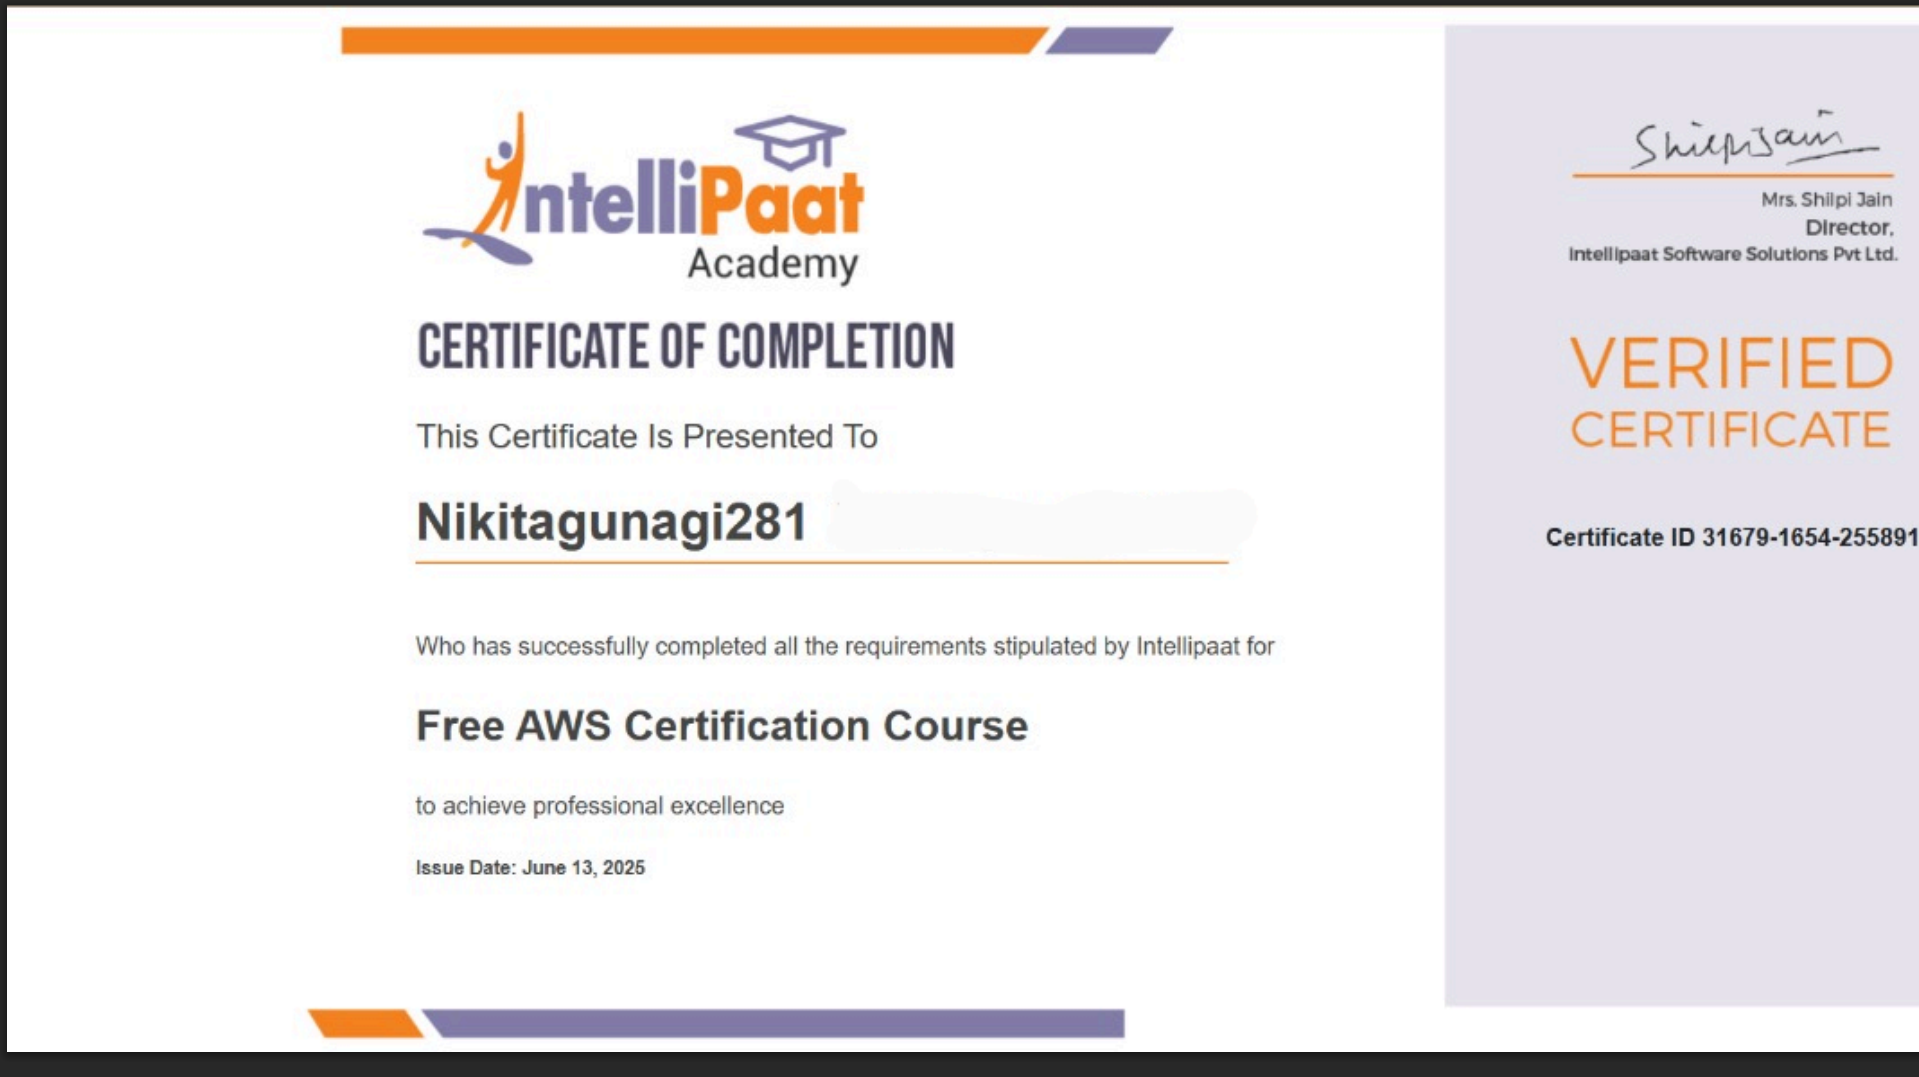 IntelliPaat
Academy
CERTIFICATE OF COMPLETION
This Certificate Is Presented To
Nikitagunagi281
Who has successfully completed all the requirements stipulated by Intellipaat for
Free AWS Certification Course
to achieve professional excellence
Issue Date: June 13, 2025
Shilpi Jain
Mrs. Shilpi Jain
Director,
Intellipaat Software Solutions Pvt Ltd.
VERIFIED
CERTIFICATE
Certificate ID 31679-1654-255891